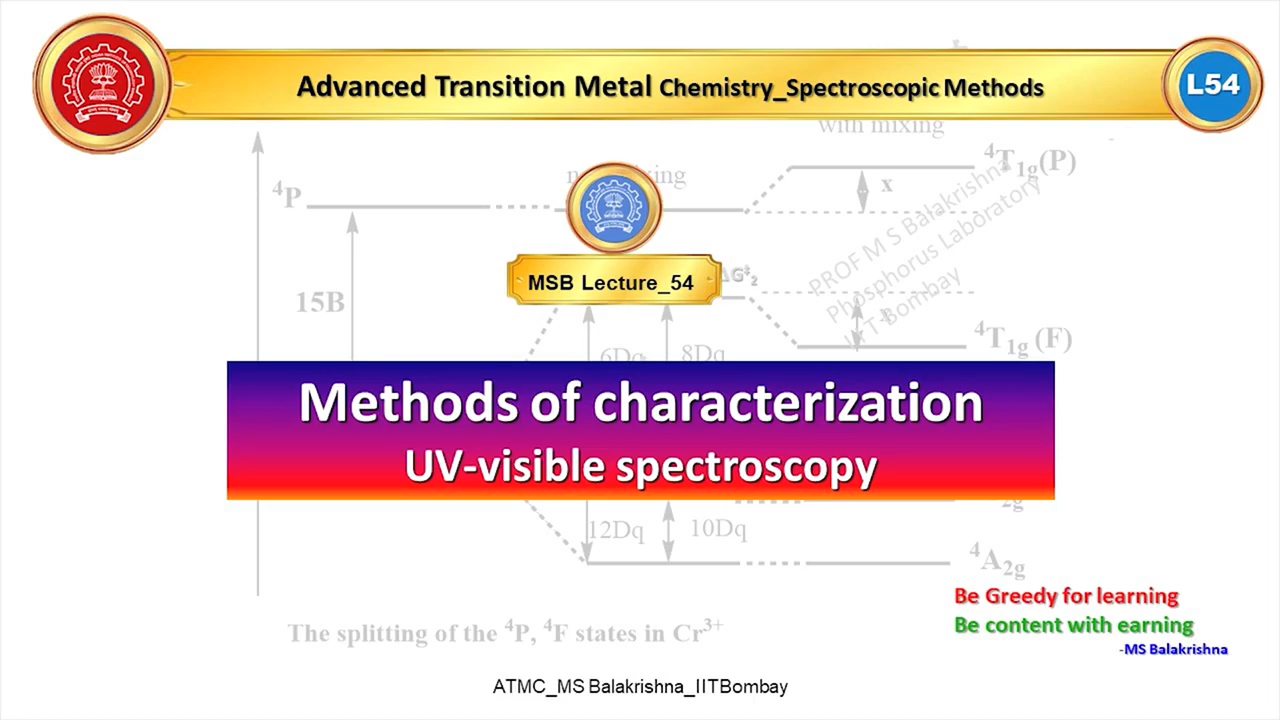 Advanced Transition Metal Chemistry_Spectroscopic Methods
L54
with mixing
⁴T₁g(P)
⁴P
x
PROF M S Balakrishna
Phosphorus Laboratory
IIT Bombay
MSB Lecture_54
15B
⁴T₁g (F)
6Dq
8Dq
Methods of characterization
UV-visible spectroscopy
2g
12Dq
10Dq
⁴A₂g
Be Greedy for learning
Be content with earning
-MS Balakrishna
The splitting of the ⁴P, ⁴F states in Cr³⁺
ATMC_MS Balakrishna_IITBombay